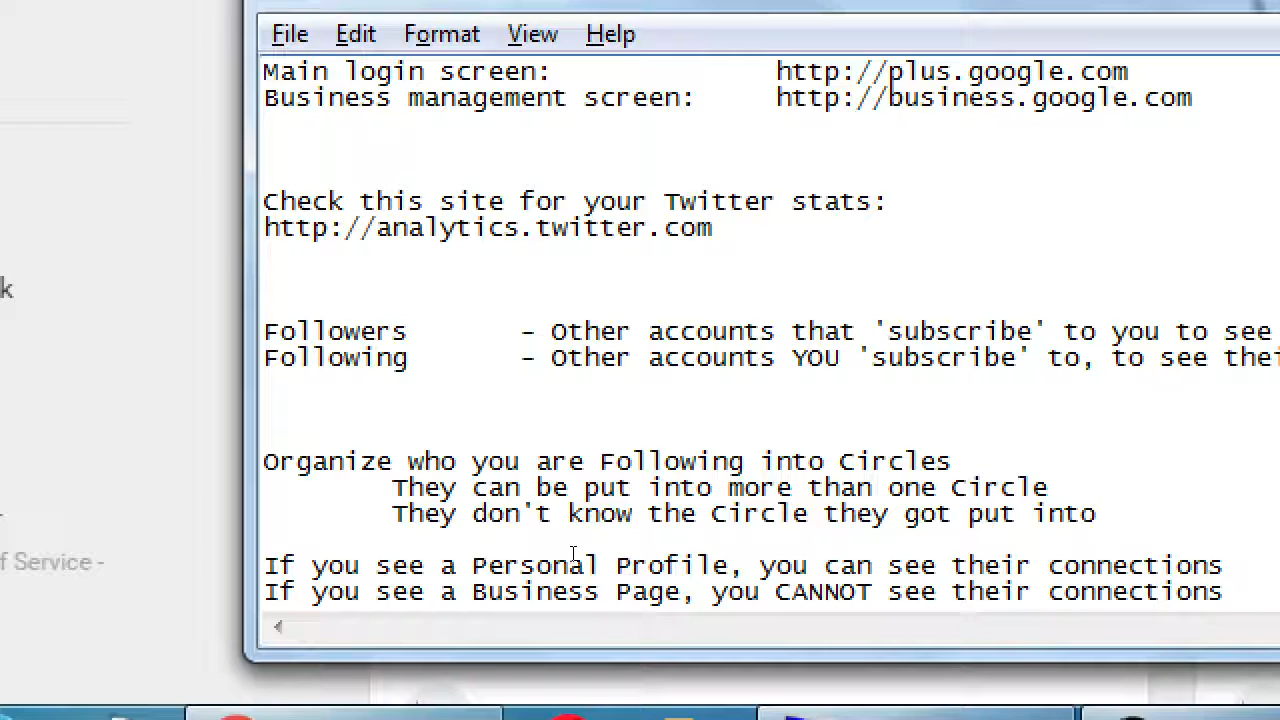 File Edit Format View Help
Main login screen: http://plus.google.com
Business management screen: http://business.google.com
Check this site for your Twitter stats:
http://analytics.twitter.com
k
Followers - Other accounts that 'subscribe' to you to see
Following - Other accounts YOU 'subscribe' to, to see thei
Organize who you are Following into Circles
They can be put into more than one Circle
They don't know the Circle they got put into
f Service -
If you see a Personal Profile, you can see their connections
If you see a Business Page, you CANNOT see their connections